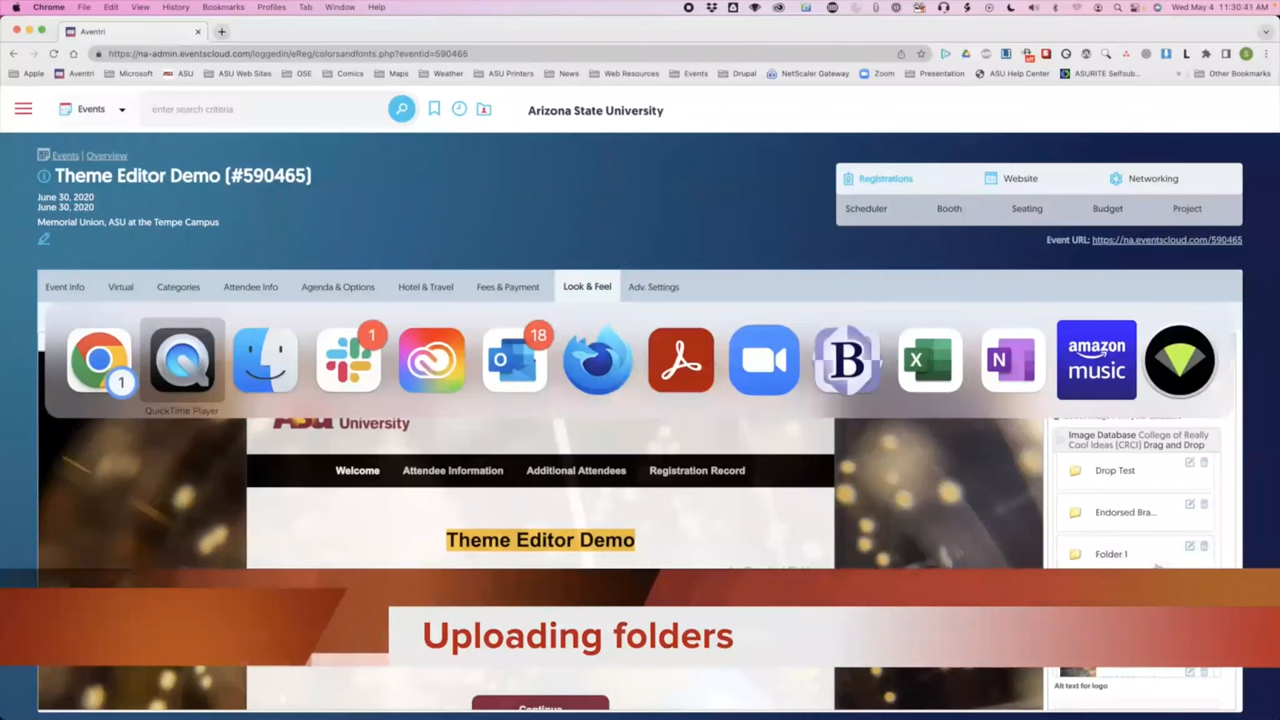 Chrome File Edit View History Bookmarks Profiles Tab Window Help Wed May 4 11:30:41 AM
Aventri
https://na-admin.eventscloud.com/loggedin/eReg/colorsandfonts.php?eventid=590465
Apple Aventri Microsoft ASU ASU Web Sites OSE Comics Maps Weather ASU Printers News Web Resources Events Drupal NetScaler Gateway Zoom Presentation ASU Help Center ASURITE Selfsub... » Other Bookmarks
Events enter search criteria Arizona State University
Events | Overview
Theme Editor Demo (#590465)
June 30, 2020
June 30, 2020
Memorial Union, ASU at the Tempe Campus
Registrations Website Networking
Scheduler Booth Seating Budget Project
Event URL: https://na.eventscloud.com/590465
Event Info Virtual Categories Attendee Info Agenda & Options Hotel & Travel Fees & Payment Look & Feel Adv. Settings
1
18
1
B
N
amazon
music
QuickTime Player
University
Image Database College of Really
Cool Ideas [CRCI] Drag and Drop
Drop Test
Endorsed Bra...
Folder 1
Welcome Attendee Information Additional Attendees Registration Record
Theme Editor Demo
Uploading folders
Alt text for logo
Continue